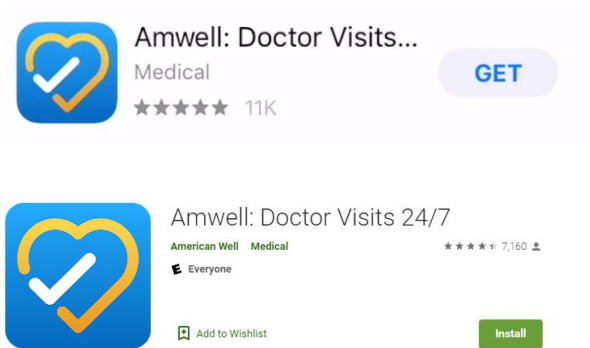 Amwell: Doctor Visits...
Medical
GET
11K
Amwell: Doctor Visits 24/7
American Well Medical
7,160
E Everyone
Add to Wishlist
Install